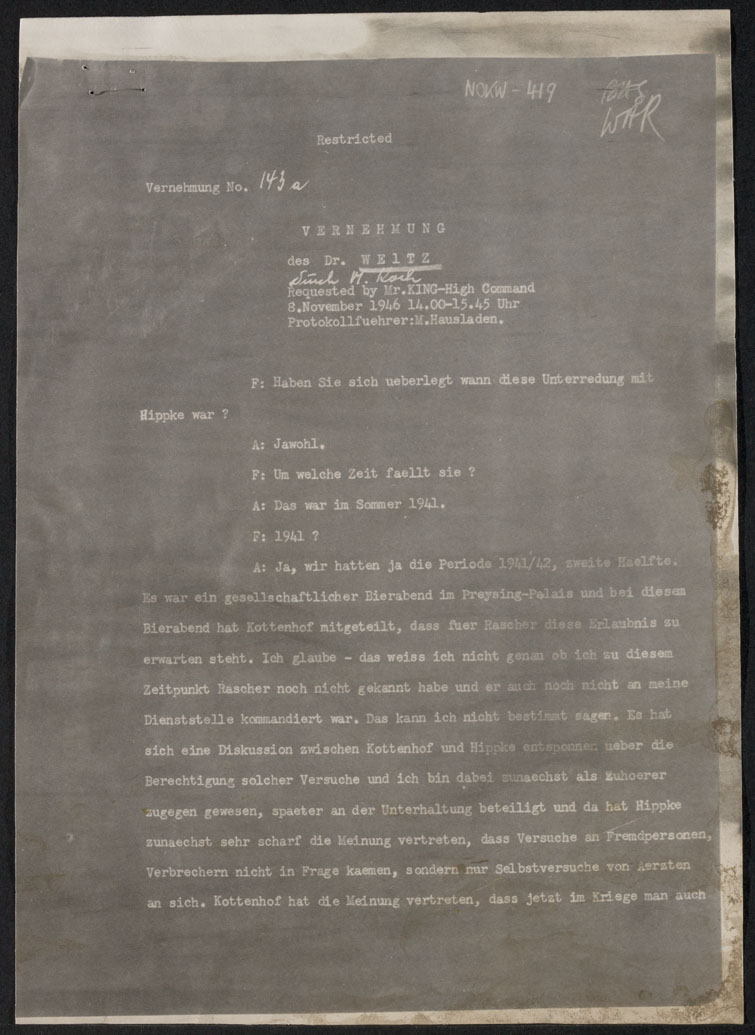 NOKW - 419
WAR
Restricted
Vernehmung No. 143 a
V E R N E H M U N G
des Dr. W E L T Z
durch M. Koch
Requested by Mr.KING-High Command
8.November 1946 14.00-15.45 Uhr
Protokollfuehrer:M.Hausladen.
F: Haben Sie sich ueberlegt wann diese Unterredung mit
Hippke war ?
A: Jawohl.
F: Um welche Zeit faellt sie ?
A: Das war im Sommer 1941.
F: 1941 ?
A: Ja, wir hatten ja die Periode 1941/42, zweite Haelfte.
Es war ein gesellschaftlicher Bierabend im Preysing-Palais und bei diesem
Bierabend hat Kottenhof mitgeteilt, dass fuer Rascher diese Erlaubnis zu
erwarten steht. Ich glaube - das weiss ich nicht genau ob ich zu diesem
Zeitpunkt Rascher noch nicht gekannt habe und er auch noch nicht an meine
Dienststelle kommandiert war. Das kann ich nicht bestimmt sagen. Es hat
sich eine Diskussion zwischen Kottenhof und Hippke entsponnen ueber die
Berechtigung solcher Versuche und ich bin dabei zunaechst als Zuhoerer
zugegen gewesen, spaeter an der Unterhaltung beteiligt und da hat Hippke
zunaechst sehr scharf die Meinung vertreten, dass Versuche an Fremdpersonen,
Verbrechern nicht in Frage kaemen, sondern nur Selbstversuche von Aerzten
an sich. Kottenhof hat die Meinung vertreten, dass jetzt im Kriege man auch